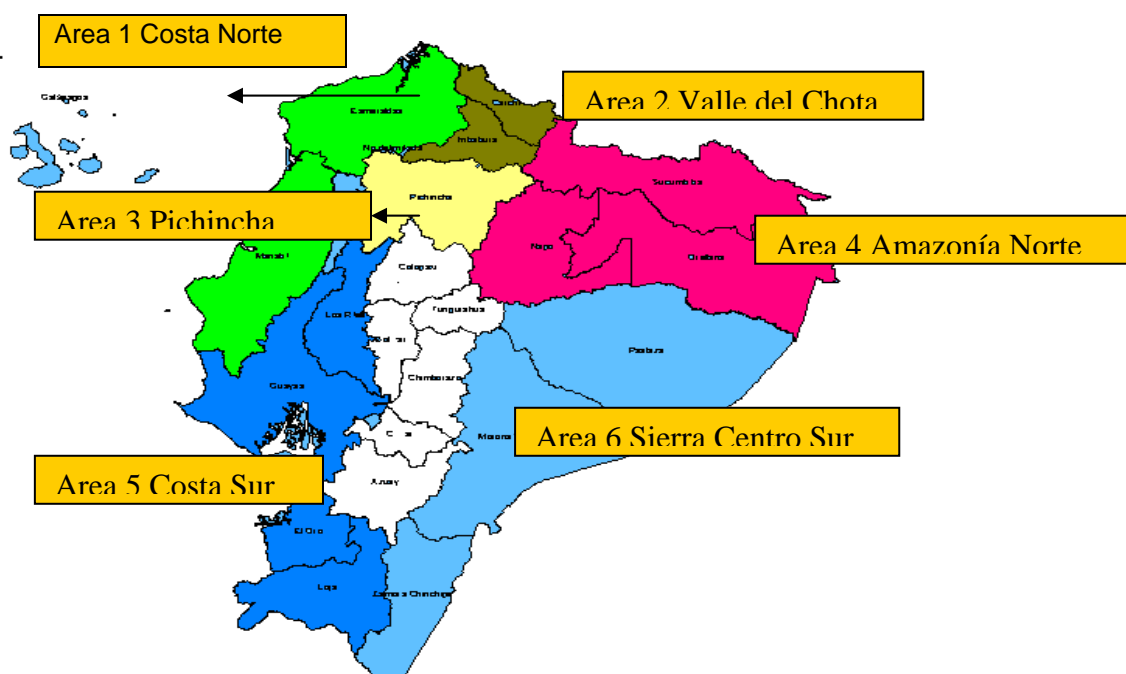 Area 1 Costa Norte
Galápagos
Carchi
Area 2 Valle del Chota
Esmeraldas
Imbabura
Sucumbios
Pichincha
Area 3 Pichincha
Area 4 Amazonía Norte
Napo
Orellana
Manabi
Cotopaxi
Los R
Tungurahua
Pastaza
Chimborazo
Guayas
Area 6 Sierra Centro Sur
Morona
Area 5 Costa Sur
Azuay
El Oro
Loja
Zamora Chinchipe